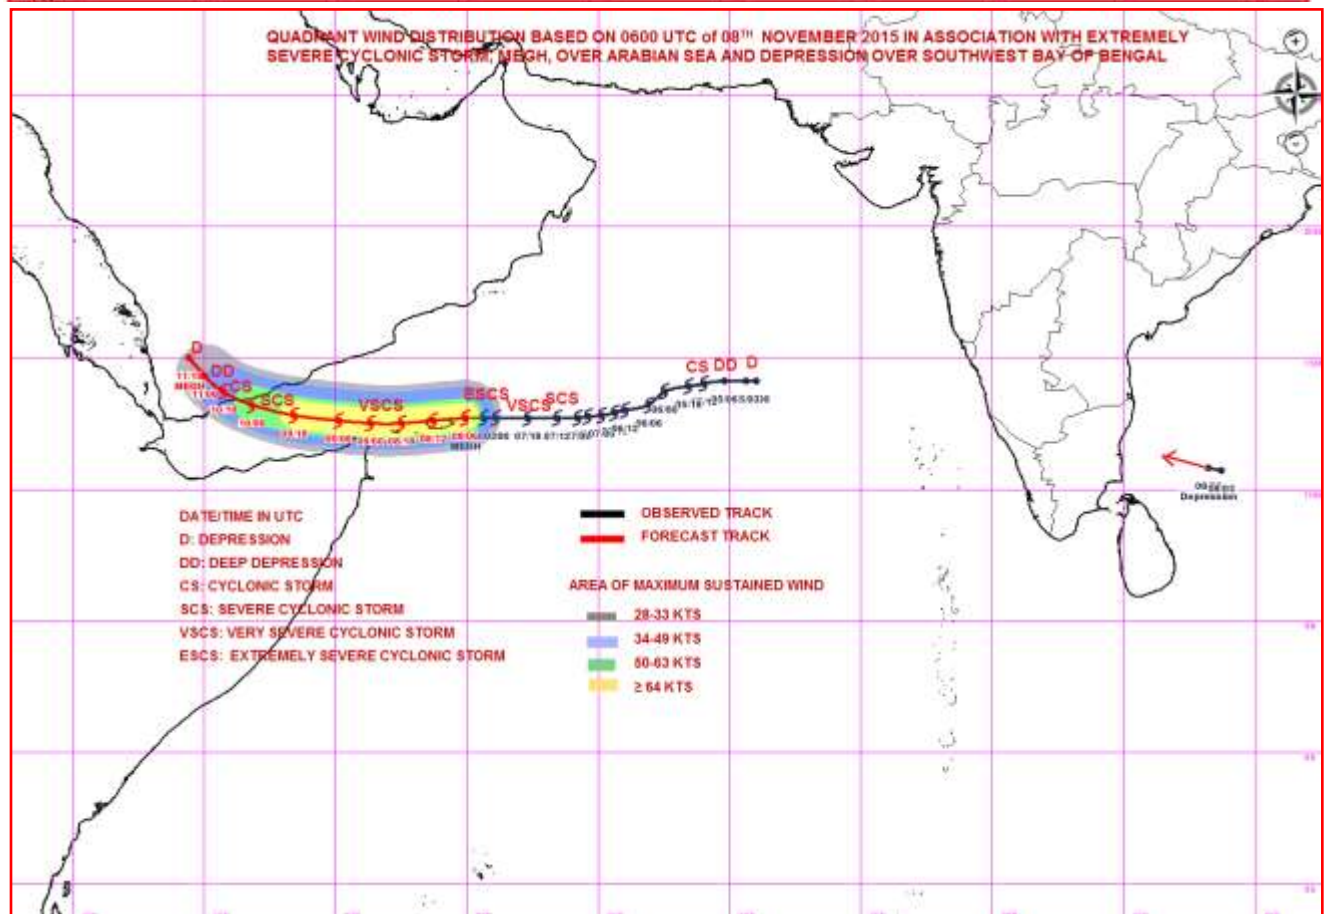 QUADRANT WIND DISTRIBUTION BASED ON 0600 UTC of 08TH NOVEMBER 2015 IN ASSOCIATION WITH EXTREMELY
SEVERE CYCLONIC STORM, MEGH, OVER ARABIAN SEA AND DEPRESSION OVER SOUTHWEST BAY OF BENGAL
D
DD
CS
SCS
VSCS
ESCS
VSCS
SCS
CS DD D
MEGH
MEGH
Depression
DATE/TIME IN UTC
D: DEPRESSION
DD: DEEP DEPRESSION
CS: CYCLONIC STORM
SCS: SEVERE CYCLONIC STORM
VSCS: VERY SEVERE CYCLONIC STORM
ESCS: EXTREMELY SEVERE CYCLONIC STORM
OBSERVED TRACK
FORECAST TRACK
AREA OF MAXIMUM SUSTAINED WIND
28-33 KTS
34-49 KTS
50-63 KTS
≥ 64 KTS